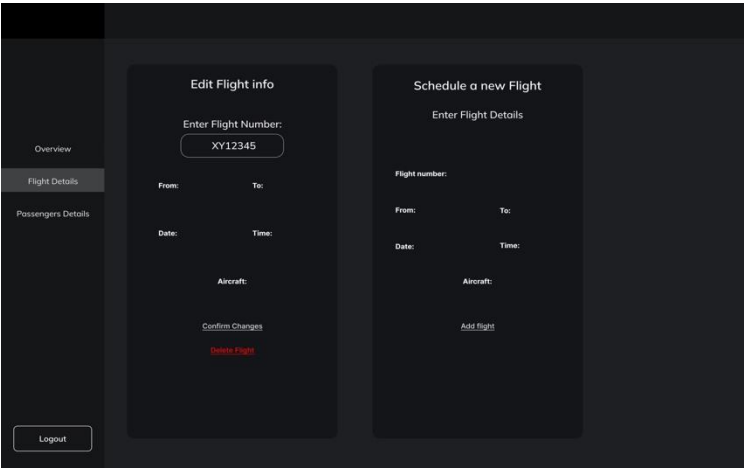 Overview
Flight Details
Passengers Details
Logout
Edit Flight info
Enter Flight Number:
XY12345
From: To:
Date: Time:
Aircraft:
Confirm Changes
Delete Flight
Schedule a new Flight
Enter Flight Details
Flight number:
From: To:
Date: Time:
Aircraft:
Add flight